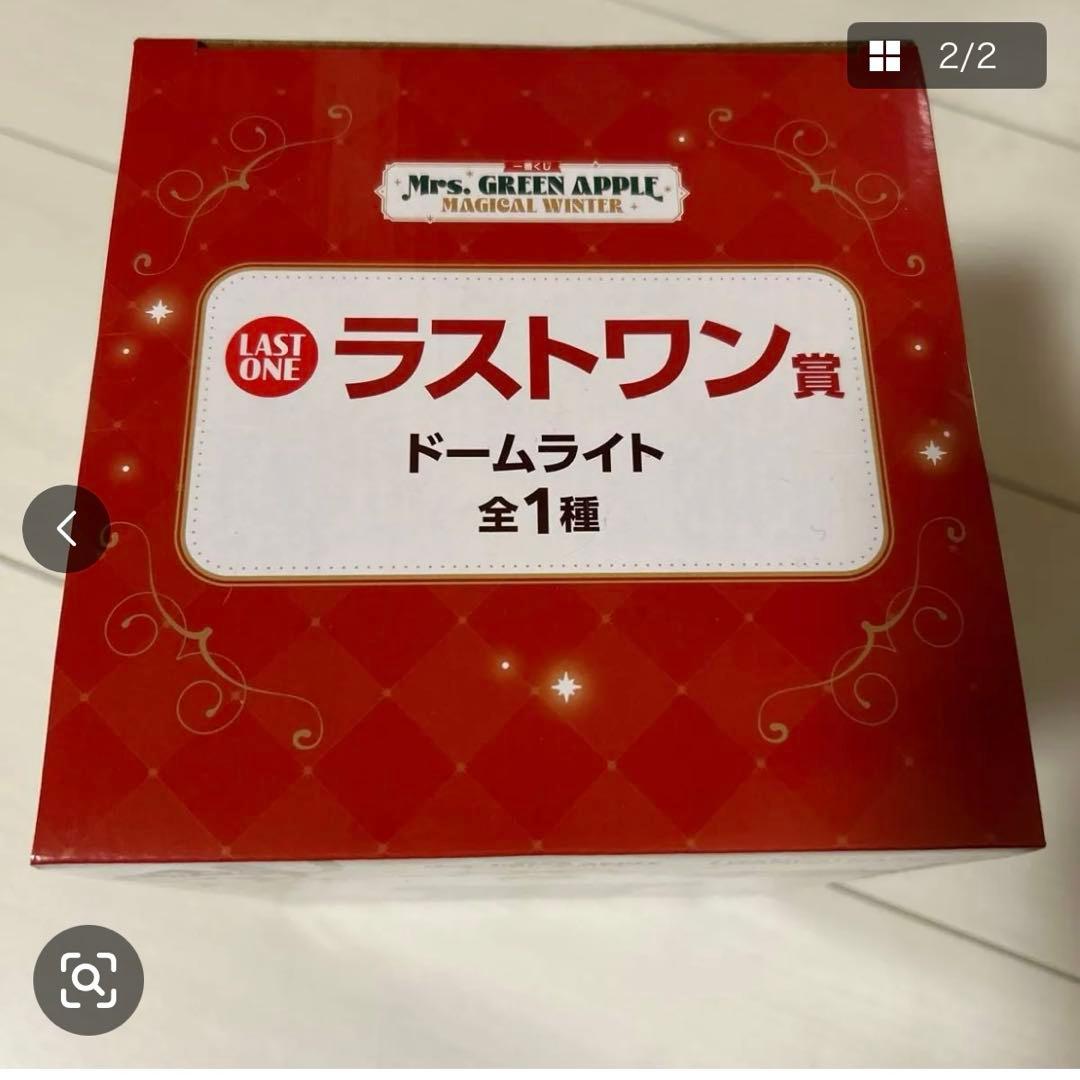 2/2
一番くじ
Mrs. GREEN APPLE
MAGICAL WINTER
LAST
ONE
ラストワン賞
ドームライト
全1種